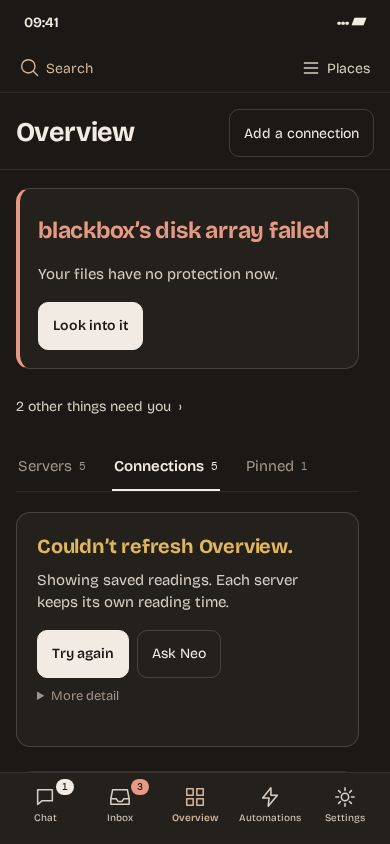 09:41
Search
Places
Overview
Add a connection
blackbox's disk array failed
Your files have no protection now.
Look into it
2 other things need you ›
Servers 5
Connections 5
Pinned 1
Couldn't refresh Overview.
Showing saved readings. Each server
keeps its own reading time.
Try again
Ask Neo
More detail
1
3
Chat
Inbox
Overview
Automations
Settings